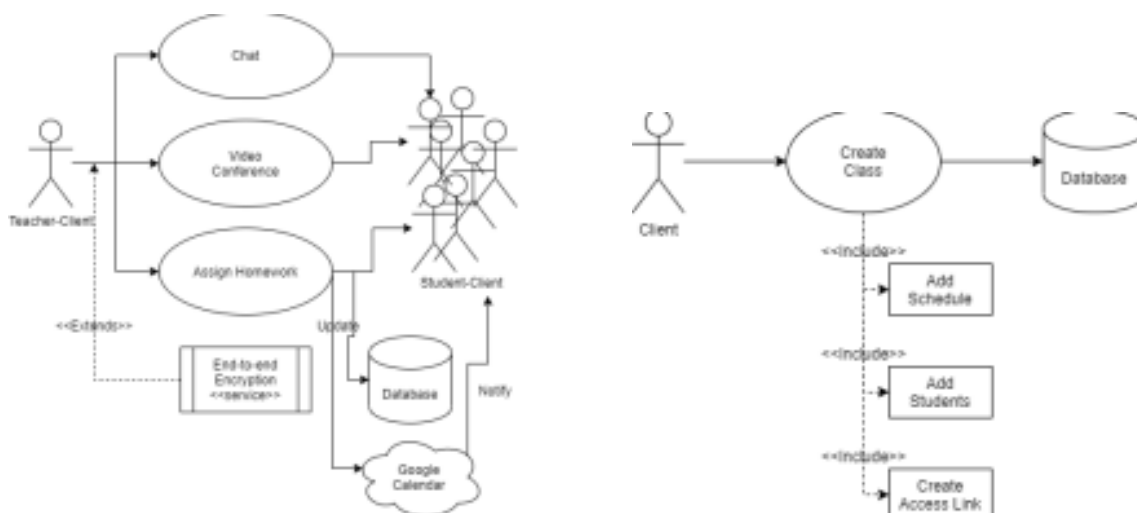 Chat
Video
Conference
Teacher-Client
Assign Homework
Student-Client
<<Extends>>
Update
End-to-end
Encryption
<<service>>
Database
Notify
Google
Calendar
Create
Class
Database
Client
<<Include>>
Add
Schedule
<<Include>>
Add
Students
<<Include>>
Create
Access Link